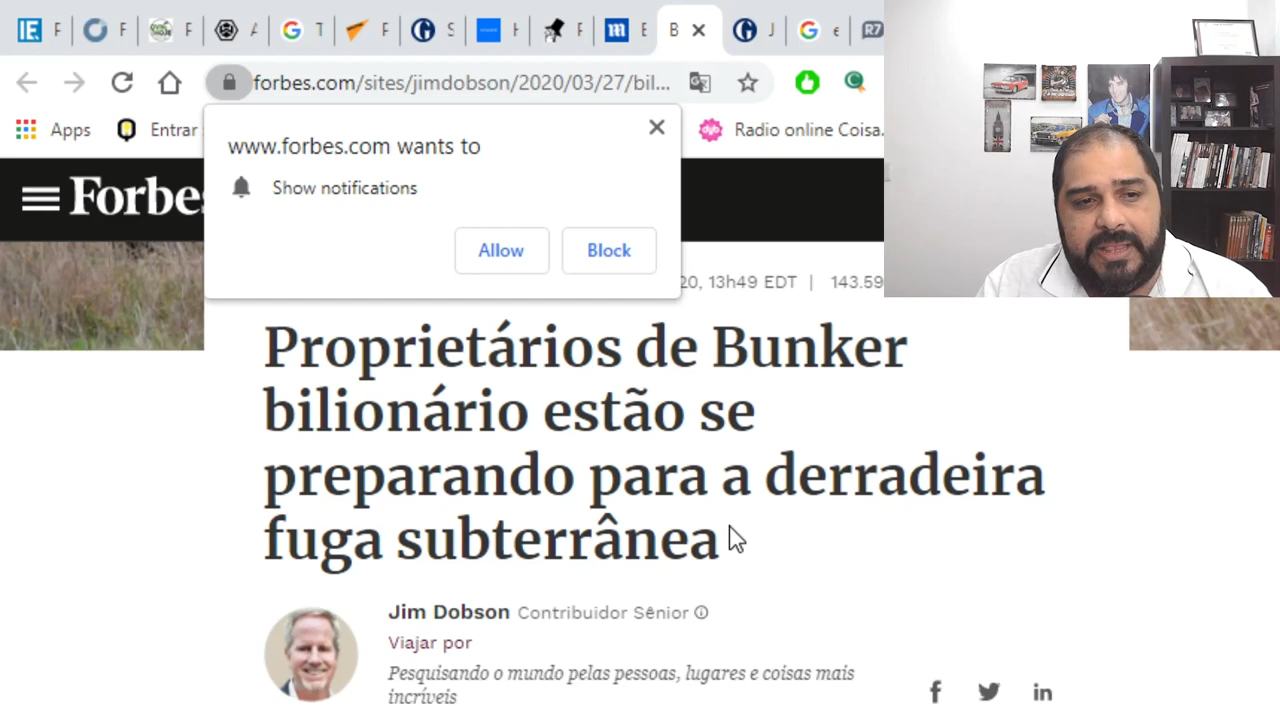 IE F F F A T F S H F m E B J e R7
forbes.com/sites/jimdobson/2020/03/27/bil...
Apps Entrar Radio online Coisa.
www.forbes.com wants to
Show notifications
Allow Block
Forbes
20, 13h49 EDT | 143.59
Proprietários de Bunker
bilionário estão se
preparando para a derradeira
fuga subterrânea
Jim Dobson Contribuidor Sênior
Viajar por
Pesquisando o mundo pelas pessoas, lugares e coisas mais
incríveis